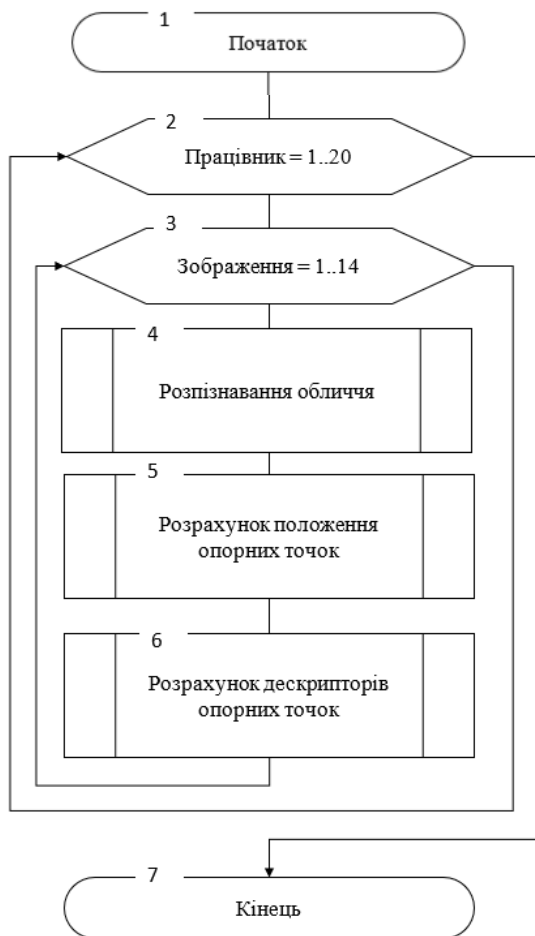 1
Початок
2
Працівник = 1..20
3
Зображення = 1..14
4
Розпізнавання обличчя
5
Розрахунок положення
опорних точок
6
Розрахунок дескрипторів
опорних точок
7
Кінець